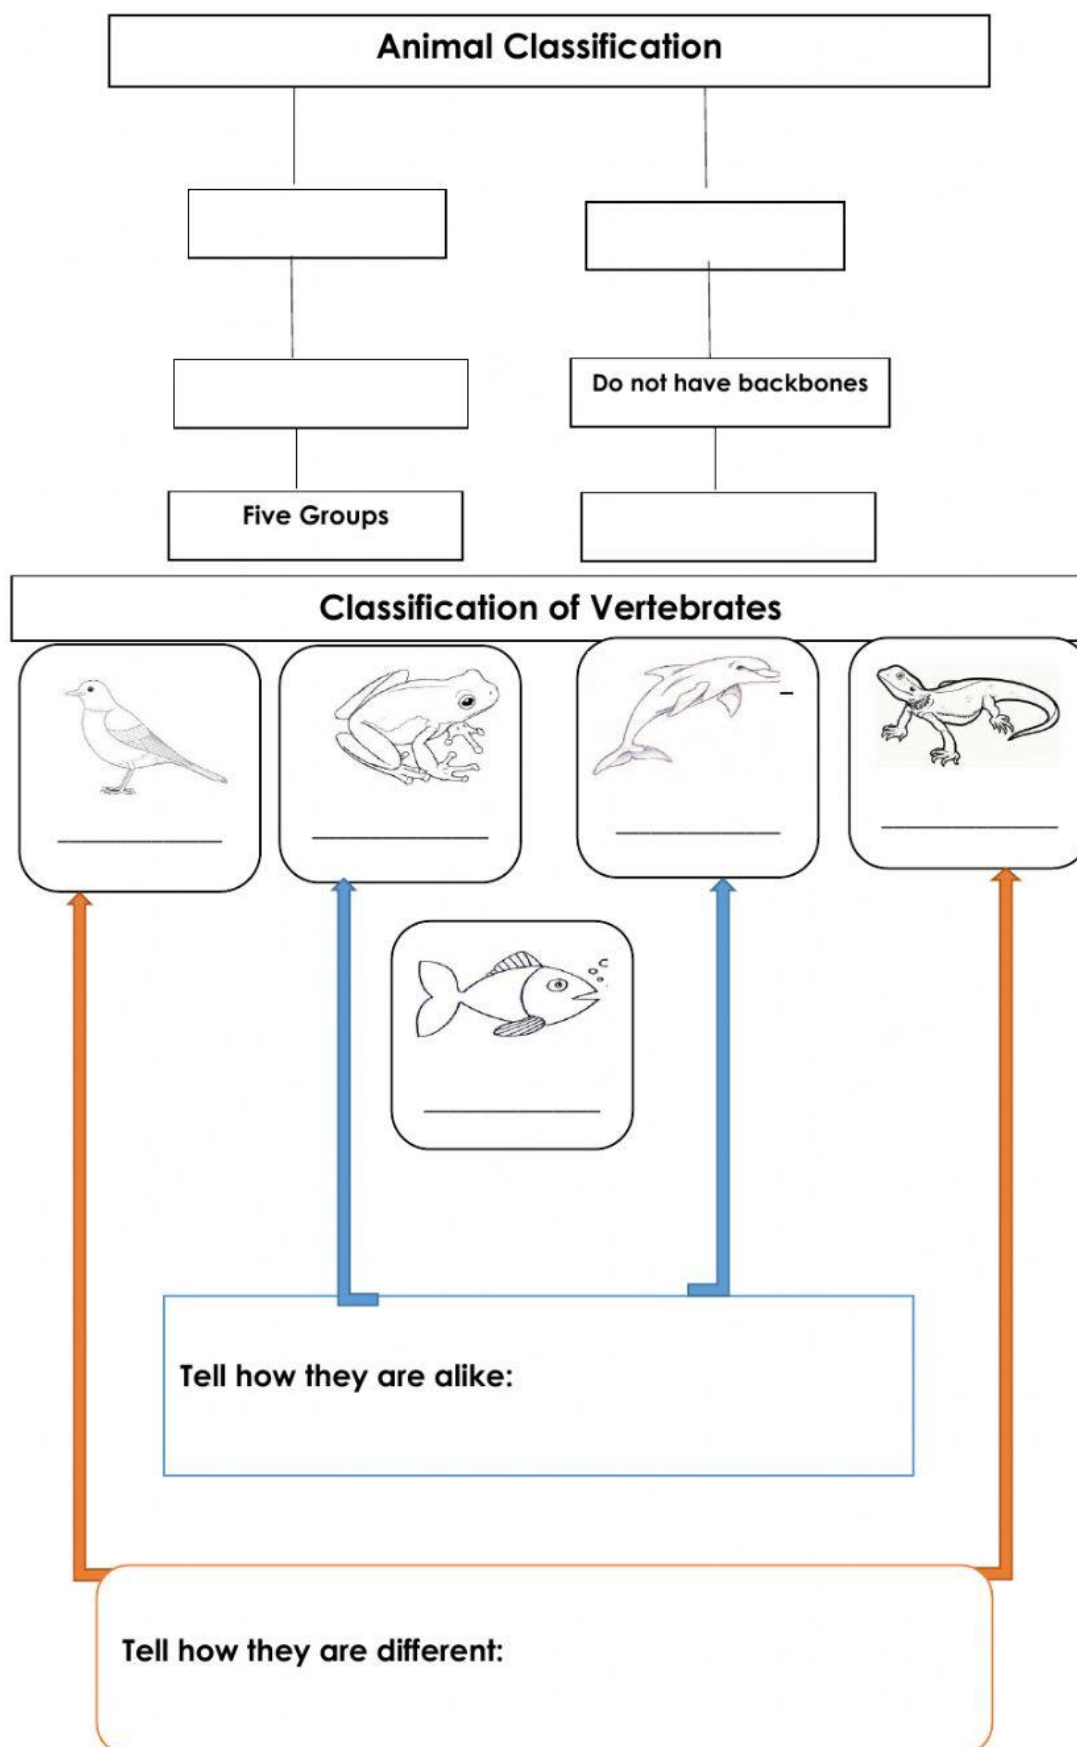 Animal Classification
Do not have backbones
Five Groups
Classification of Vertebrates
Tell how they are alike:
Tell how they are different: